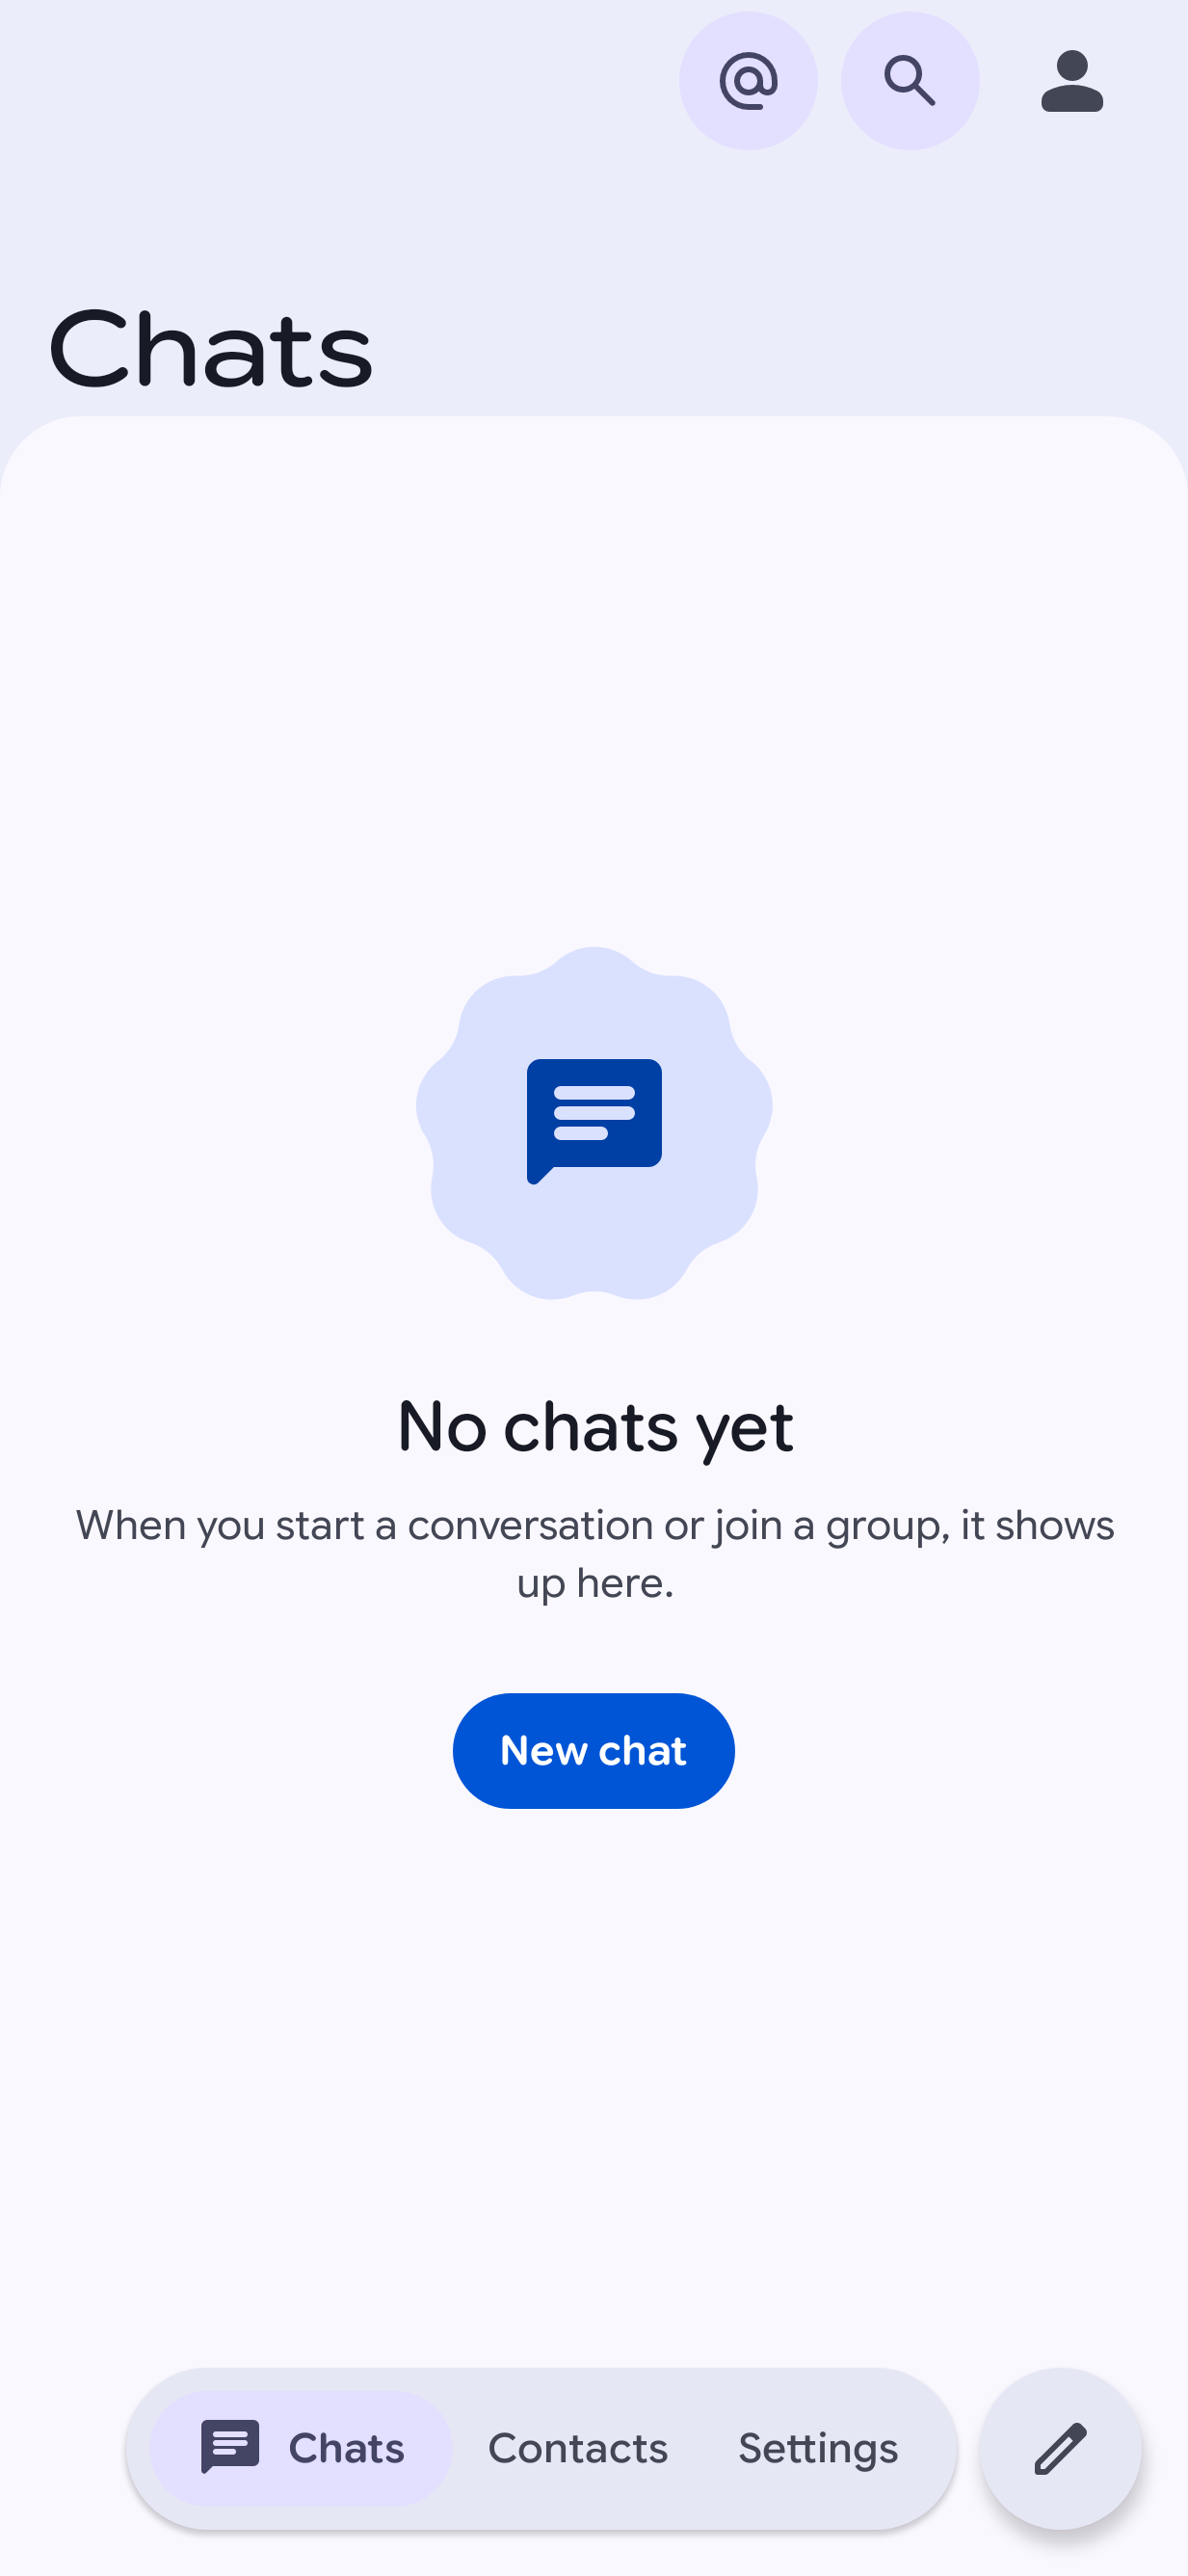 Chats
No chats yet
When you start a conversation or join a group, it shows
up here.
New chat
Chats Contacts Settings